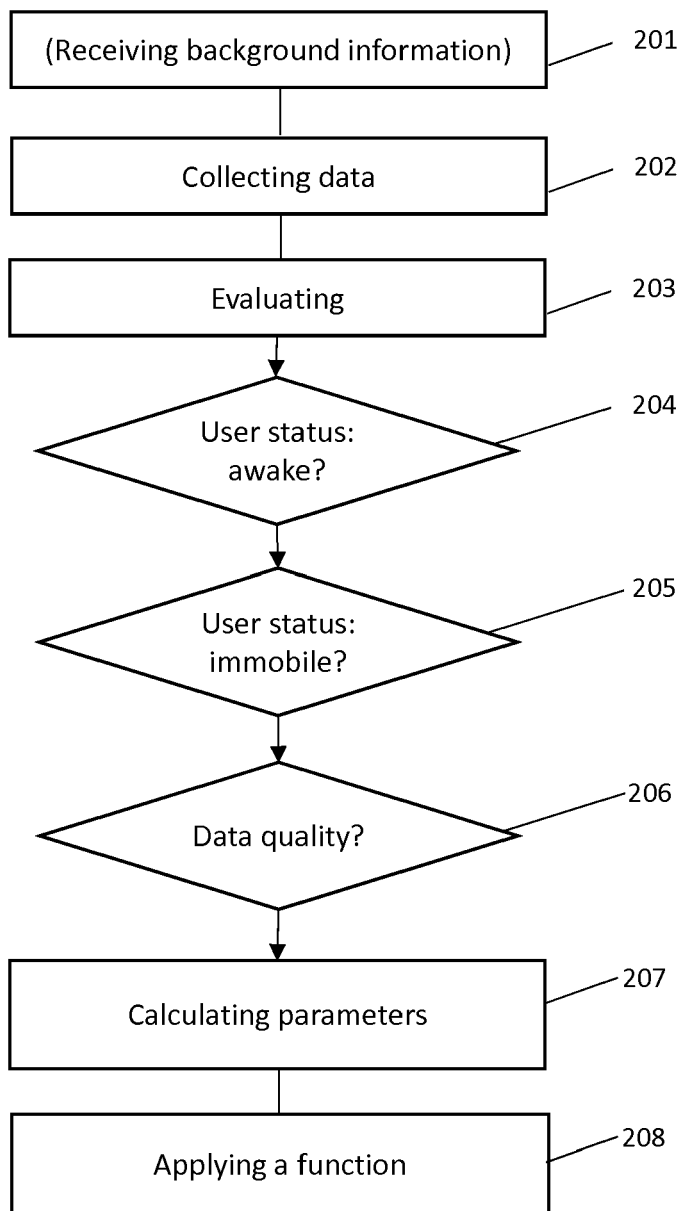 (Receiving background information)
201
Collecting data
202
Evaluating
203
User status:
awake?
204
User status:
immobile?
205
Data quality?
206
Calculating parameters
207
Applying a function
208